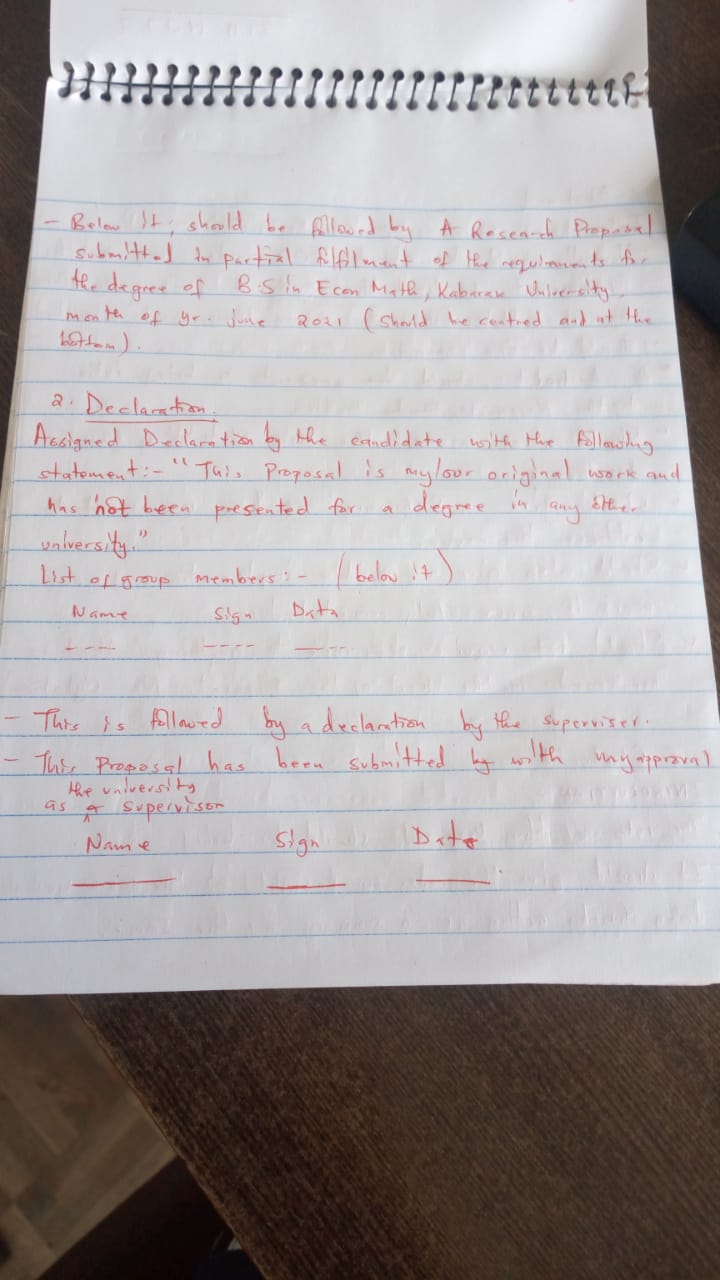 - Below it, should be followed by A Research Proposal
submitted in partial fulfilment of the requirements for
the degree of B.S in Econ Math, Kabarak University,
month of yr. june 2021 (should be centred and at the
bottom).
2. Declaration.
Assigned Declaration by the candidate with the following
statement:- "This Proposal is my/our original work and
has not been presented for a degree in any other
university."
List of group members:- (below it)
Name Sign Data
--- ---- ---
- This is followed by a declaration by the superviser.
- This Proposal has been submitted by with my approval
the university
as a supervisor
Name Sign Date